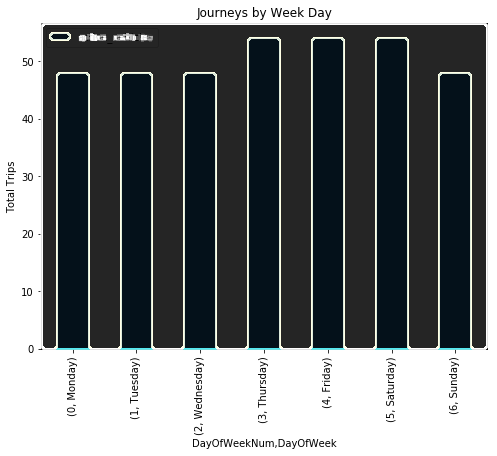 Journeys by Week Day
Total Trips
50
40
30
20
10
0
(0, Monday)
(1, Tuesday)
(2, Wednesday)
(3, Thursday)
(4, Friday)
(5, Saturday)
(6, Sunday)
DayOfWeekNum,DayOfWeek